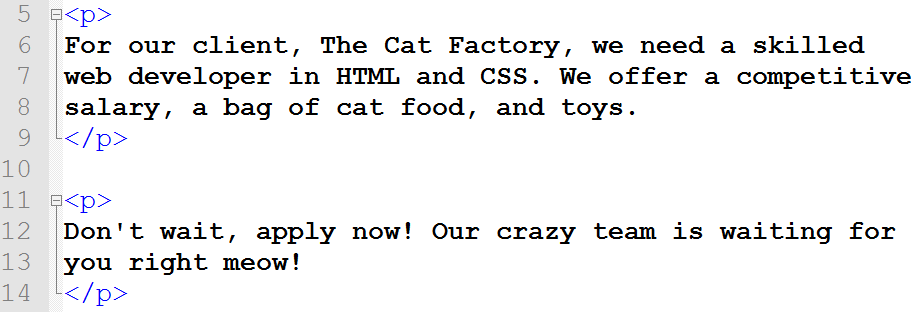 5 <p>
6 For our client, The Cat Factory, we need a skilled
7 web developer in HTML and CSS. We offer a competitive
8 salary, a bag of cat food, and toys.
9 </p>
10
11 <p>
12 Don't wait, apply now! Our crazy team is waiting for
13 you right meow!
14 </p>